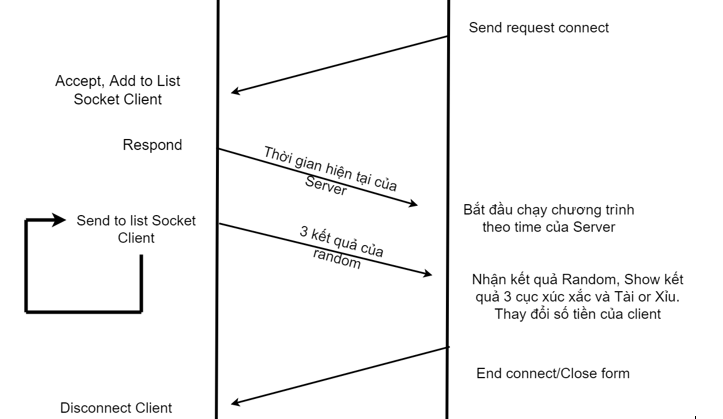 Send request connect
Accept, Add to List
Socket Client
Respond
Thời gian hiện tại của
Server
Bắt đầu chạy chương trình
theo time của Server
Send to list Socket
Client
3 kết quả của
random
Nhận kết quả Random, Show kết
quả 3 cục xúc xắc và Tài or Xỉu.
Thay đổi số tiền của client
End connect/Close form
Disconnect Client